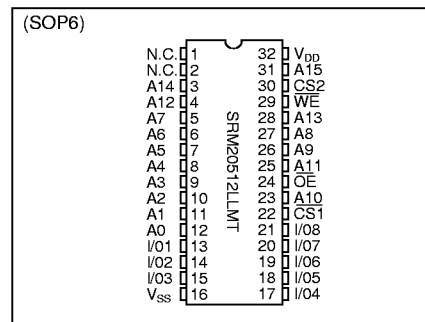 (SOP6)
N.C. 1 32 VDD
N.C. 2 31 A15
A14 3 30 CS2
A12 4 29 WE
A7 5 28 A13
A6 6 27 A8
A5 7 26 A9
A4 8 25 A11
A3 9 24 OE
A2 10 23 A10
A1 11 22 CS1
A0 12 21 I/08
I/01 13 20 I/07
I/02 14 19 I/06
I/03 15 18 I/05
VSS 16 17 I/04
SRM20512LLMT